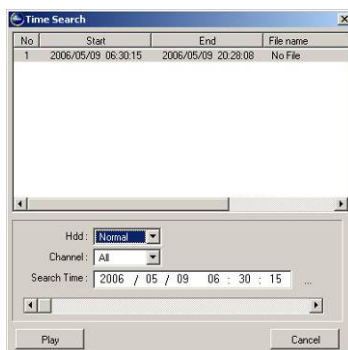 Time Search
No Start End File name
1 2006/05/09 06:30:15 2006/05/09 20:28:08 No File
Hdd : Normal
Channel : All
Search Time : 2006 / 05 / 09 06 : 30 : 15 ...
Play Cancel